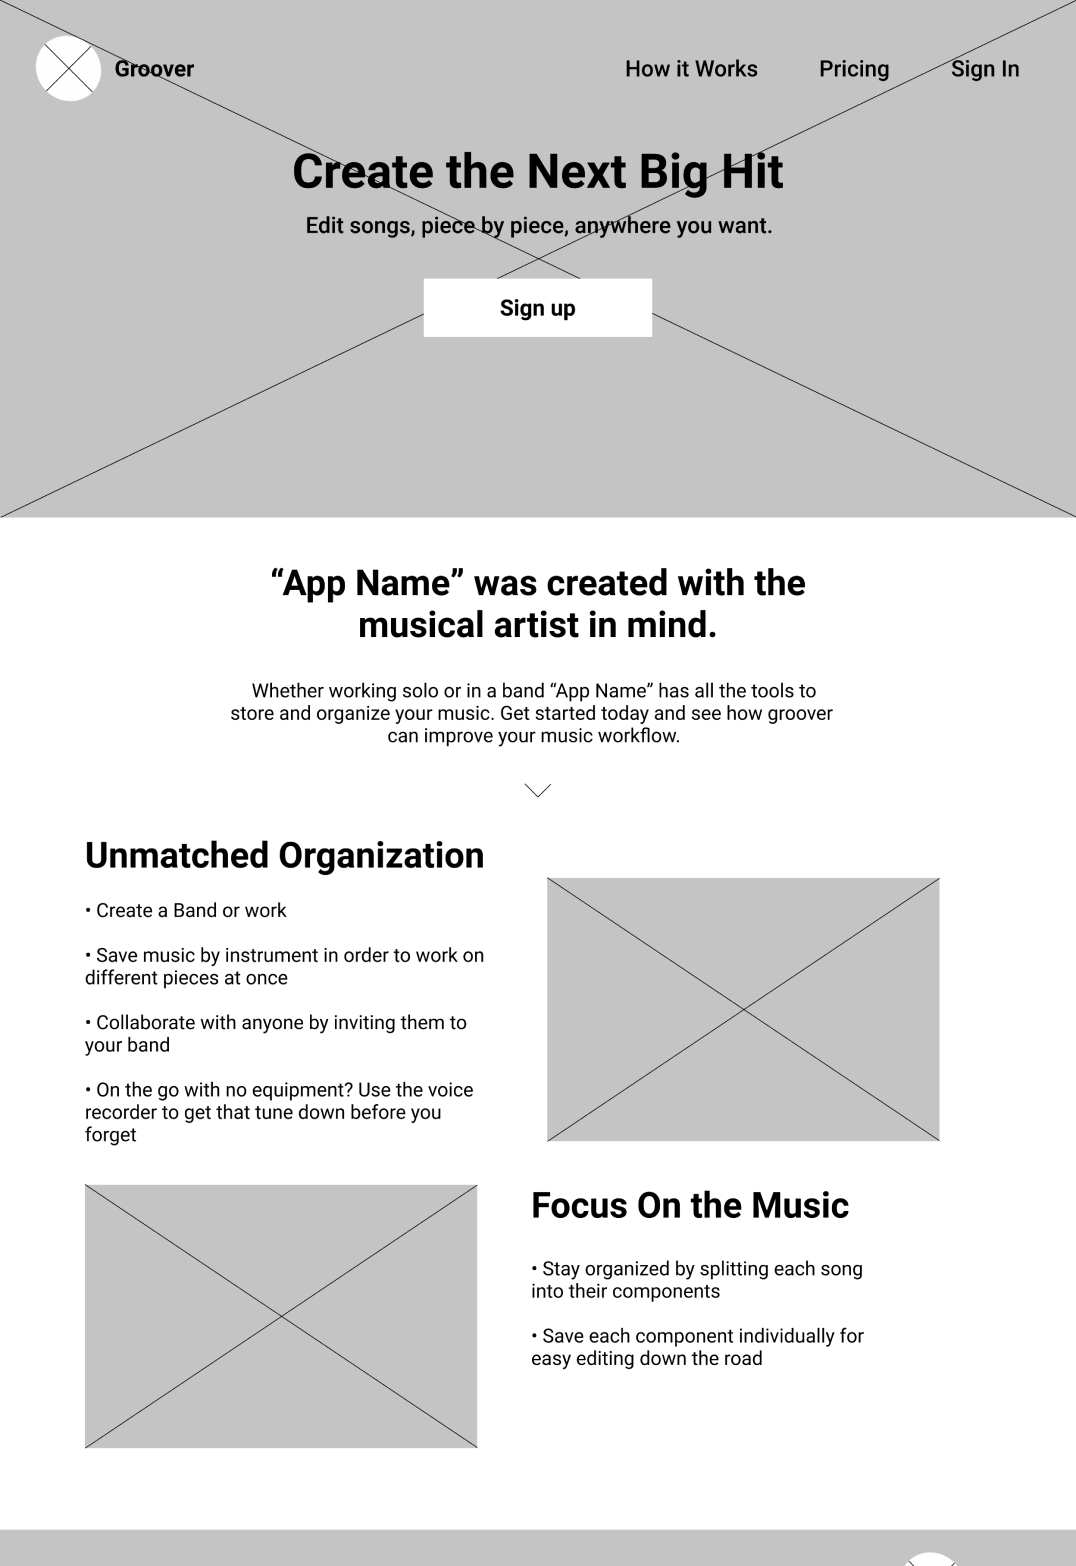 Groover
How it Works
Pricing
Sign In
Create the Next Big Hit
Edit songs, piece by piece, anywhere you want.
Sign up
“App Name” was created with the
musical artist in mind.
Whether working solo or in a band “App Name” has all the tools to
store and organize your music. Get started today and see how groover
can improve your music workflow.
Unmatched Organization
• Create a Band or work
• Save music by instrument in order to work on
different pieces at once
• Collaborate with anyone by inviting them to
your band
• On the go with no equipment? Use the voice
recorder to get that tune down before you
forget
Focus On the Music
• Stay organized by splitting each song
into their components
• Save each component individually for
easy editing down the road